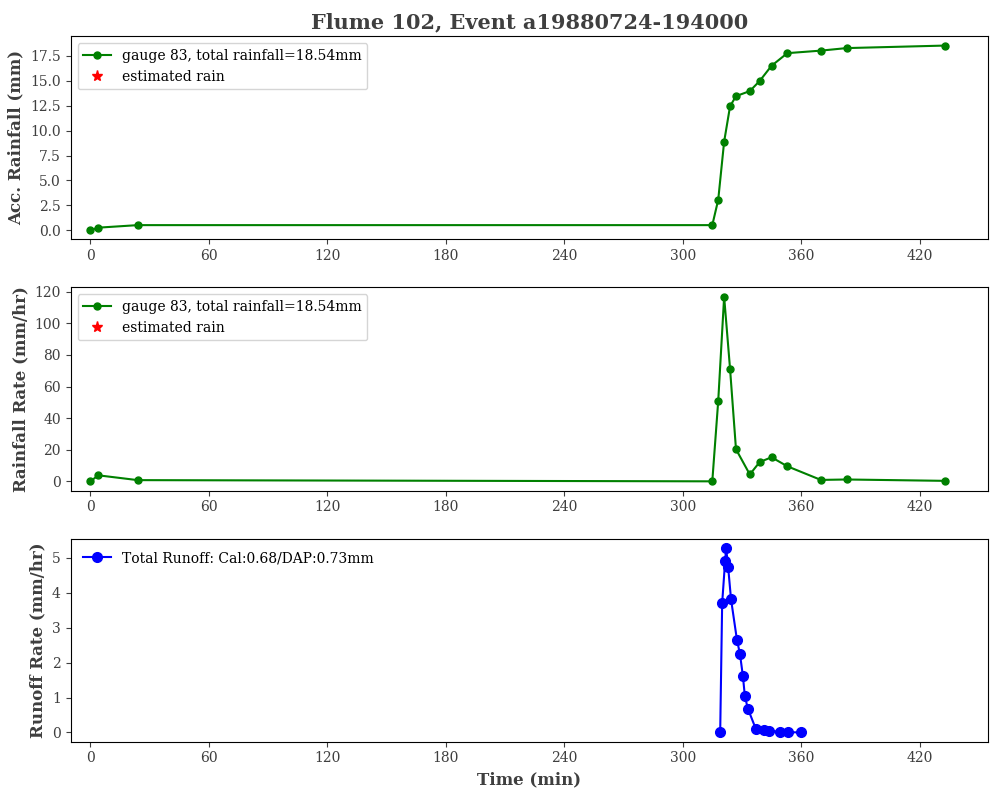 Flume 102, Event a19880724-194000
Acc. Rainfall (mm)
17.5
15.0
12.5
10.0
7.5
5.0
2.5
0.0
gauge 83, total rainfall=18.54mm
estimated rain
0 60 120 180 240 300 360 420
Rainfall Rate (mm/hr)
120
100
80
60
40
20
0
gauge 83, total rainfall=18.54mm
estimated rain
0 60 120 180 240 300 360 420
Runoff Rate (mm/hr)
5
4
3
2
1
0
Total Runoff: Cal:0.68/DAP:0.73mm
0 60 120 180 240 300 360 420
Time (min)